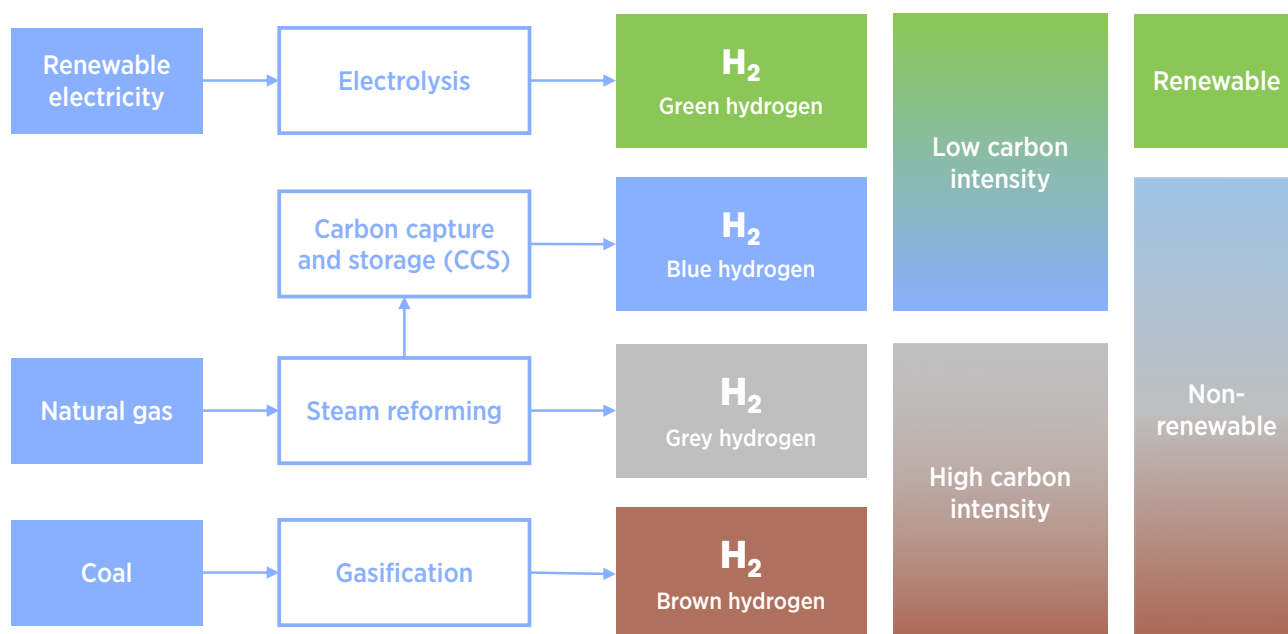 Renewable
electricity
Electrolysis
H₂
Green hydrogen
Low carbon
intensity
Renewable
Carbon capture
and storage (CCS)
H₂
Blue hydrogen
Natural gas
Steam reforming
H₂
Grey hydrogen
High carbon
intensity
Non-
renewable
Coal
Gasification
H₂
Brown hydrogen